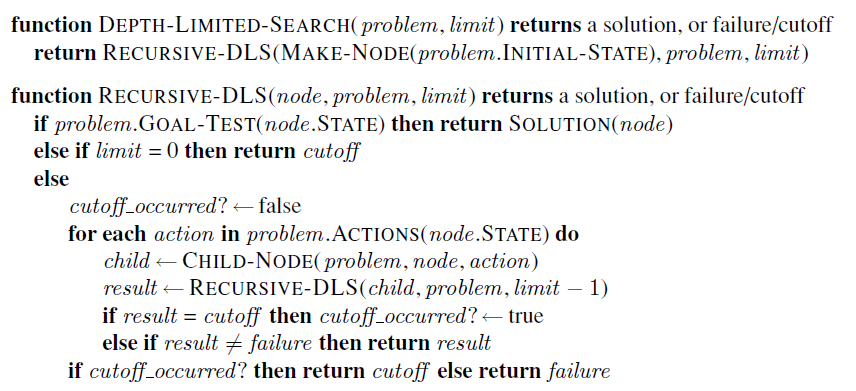 function DEPTH-LIMITED-SEARCH(problem, limit) returns a solution, or failure/cutoff
return RECURSIVE-DLS(MAKE-NODE(problem.INITIAL-STATE), problem, limit)
function RECURSIVE-DLS(node, problem, limit) returns a solution, or failure/cutoff
if problem.GOAL-TEST(node.STATE) then return SOLUTION(node)
else if limit = 0 then return cutoff
else
cutoff_occurred? ← false
for each action in problem.ACTIONS(node.STATE) do
child ← CHILD-NODE(problem, node, action)
result ← RECURSIVE-DLS(child, problem, limit − 1)
if result = cutoff then cutoff_occurred? ← true
else if result ≠ failure then return result
if cutoff_occurred? then return cutoff else return failure